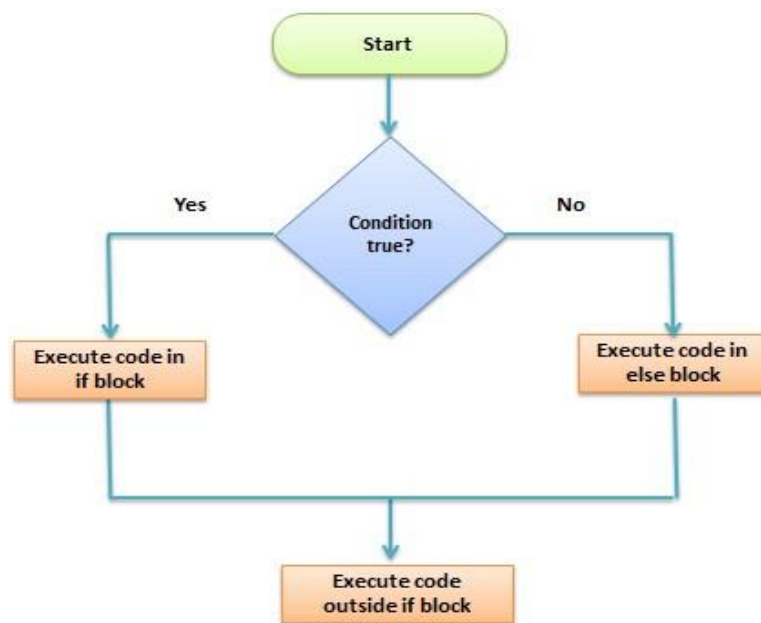 Start
Condition
true?
Yes
No
Execute code in
if block
Execute code in
else block
Execute code
outside if block